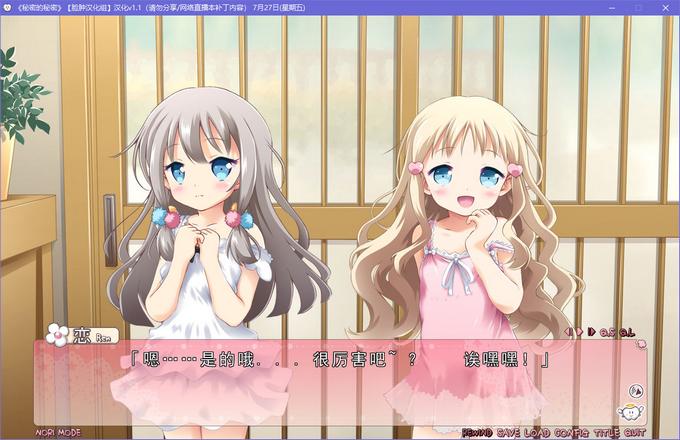 《秘密的秘密》【脸肿汉化组】汉化v1.1（请勿分享/网络直播本补丁内容） 7月27日(星期五)
Q.S Q.L
恋 Ren
「嗯……是的哦... 很厉害吧~ ? 诶嘿嘿!」
NORI MODE
REWIND SAVE LOAD CONFIG TITLE QUIT